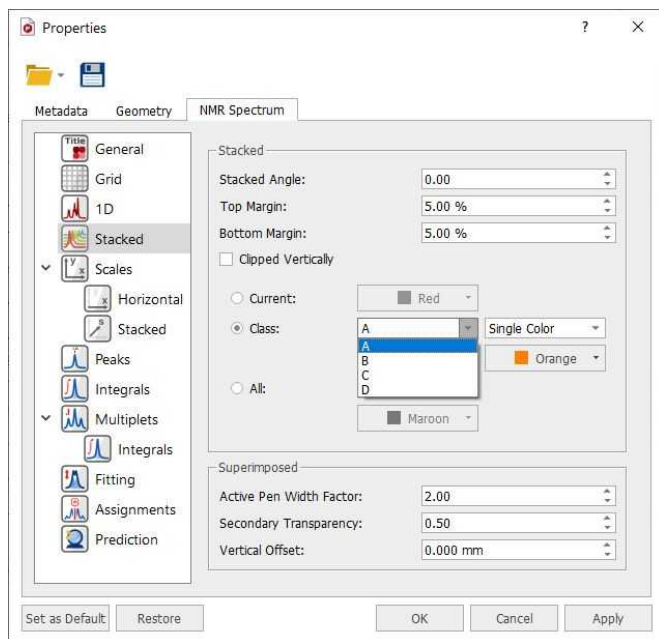 Properties
?
Metadata
Geometry
NMR Spectrum
Title
General
Grid
1D
Stacked
y
x
Scales
x
Horizontal
s
Stacked
Peaks
Integrals
Multiplets
Integrals
Fitting
Assignments
Prediction
Stacked
Stacked Angle: 0.00
Top Margin: 5.00 %
Bottom Margin: 5.00 %
Clipped Vertically
Current: Red
Class: A Single Color
A
B
C
D
Orange
All:
Maroon
Superimposed
Active Pen Width Factor: 2.00
Secondary Transparency: 0.50
Vertical Offset: 0.000 mm
Set as Default
Restore
OK
Cancel
Apply